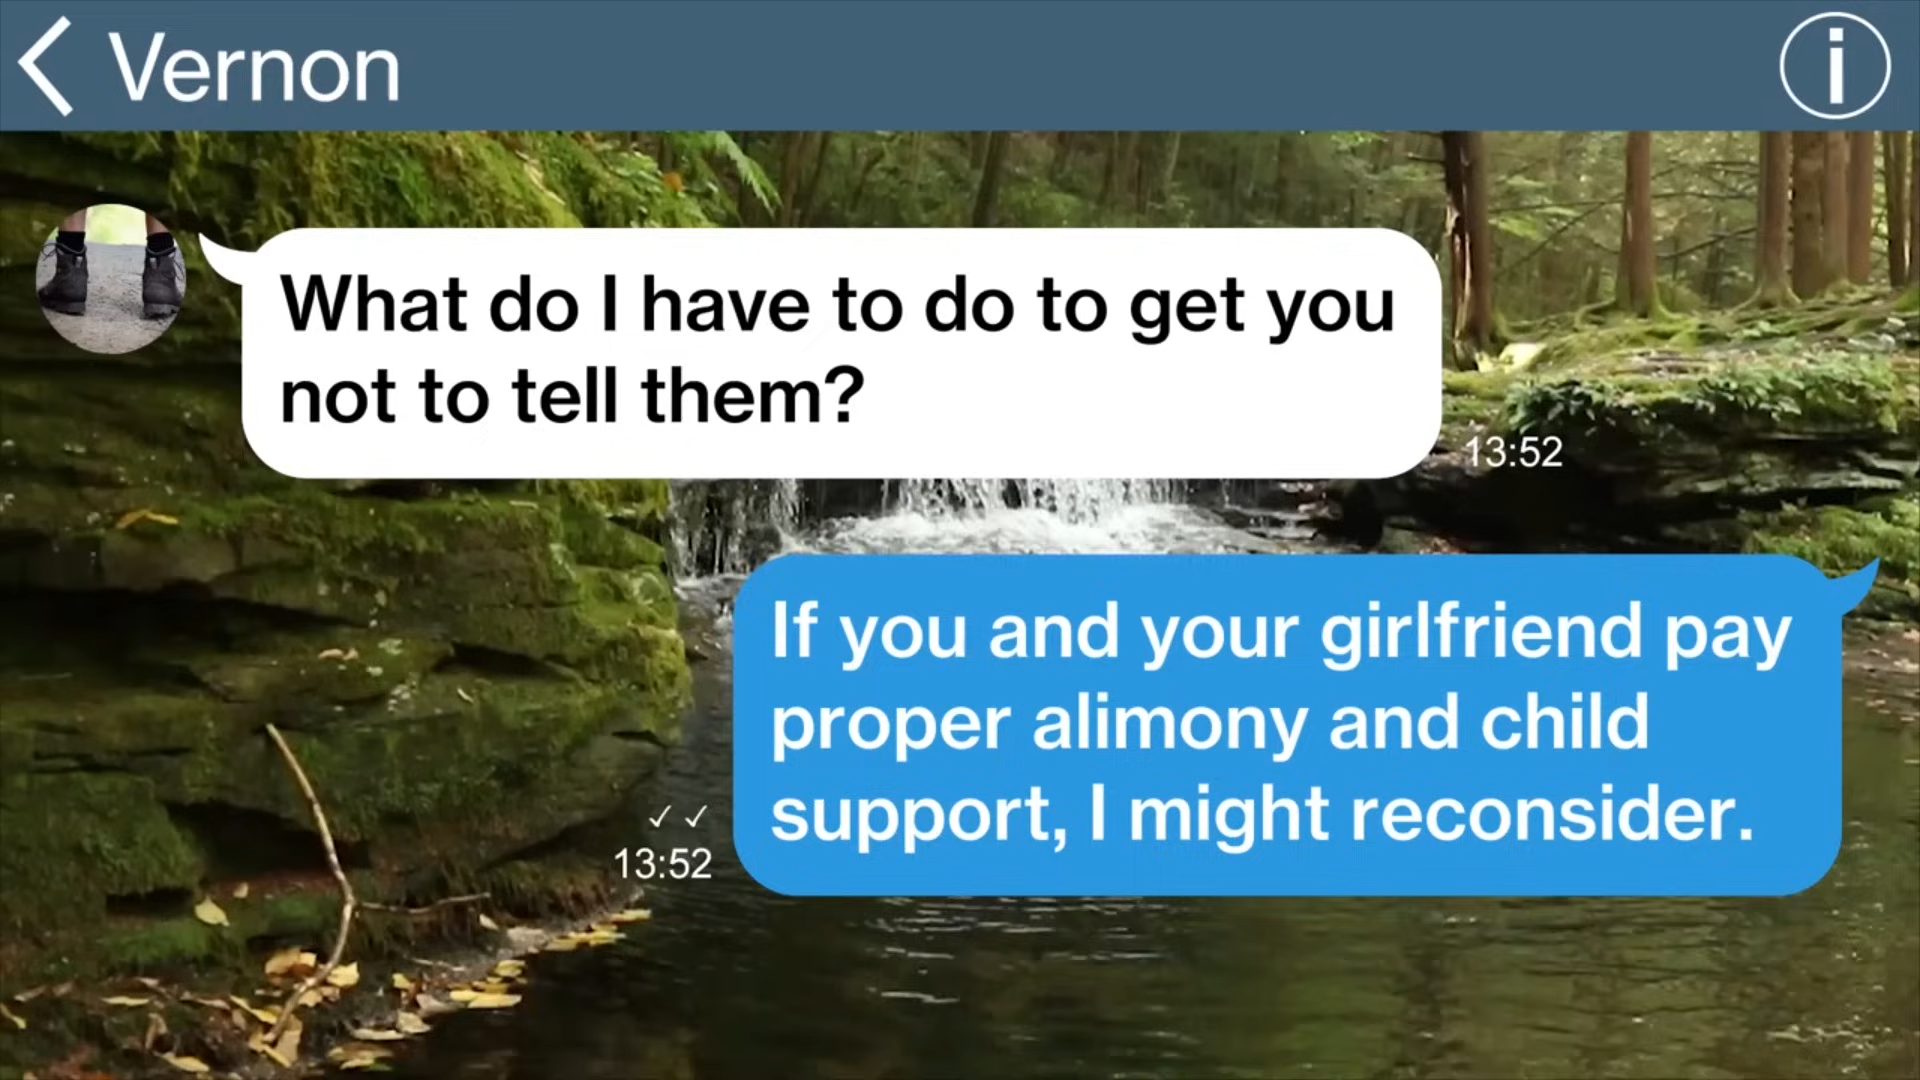 Vernon
What do I have to do to get you
not to tell them?
13:52
If you and your girlfriend pay
proper alimony and child
support, I might reconsider.
✓✓
13:52